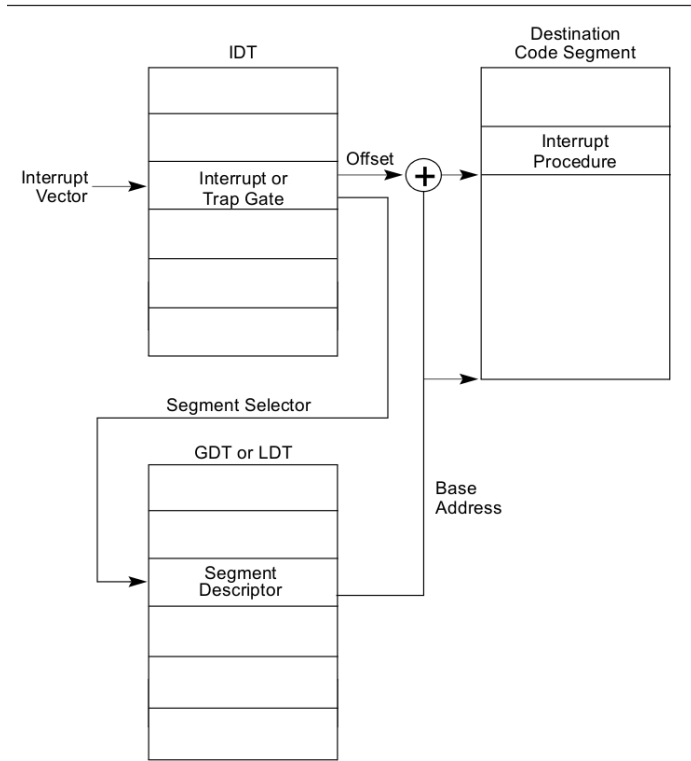 IDT
Destination
Code Segment
Interrupt
Vector
Interrupt or
Trap Gate
Offset
+
Interrupt
Procedure
Segment Selector
GDT or LDT
Base
Address
Segment
Descriptor